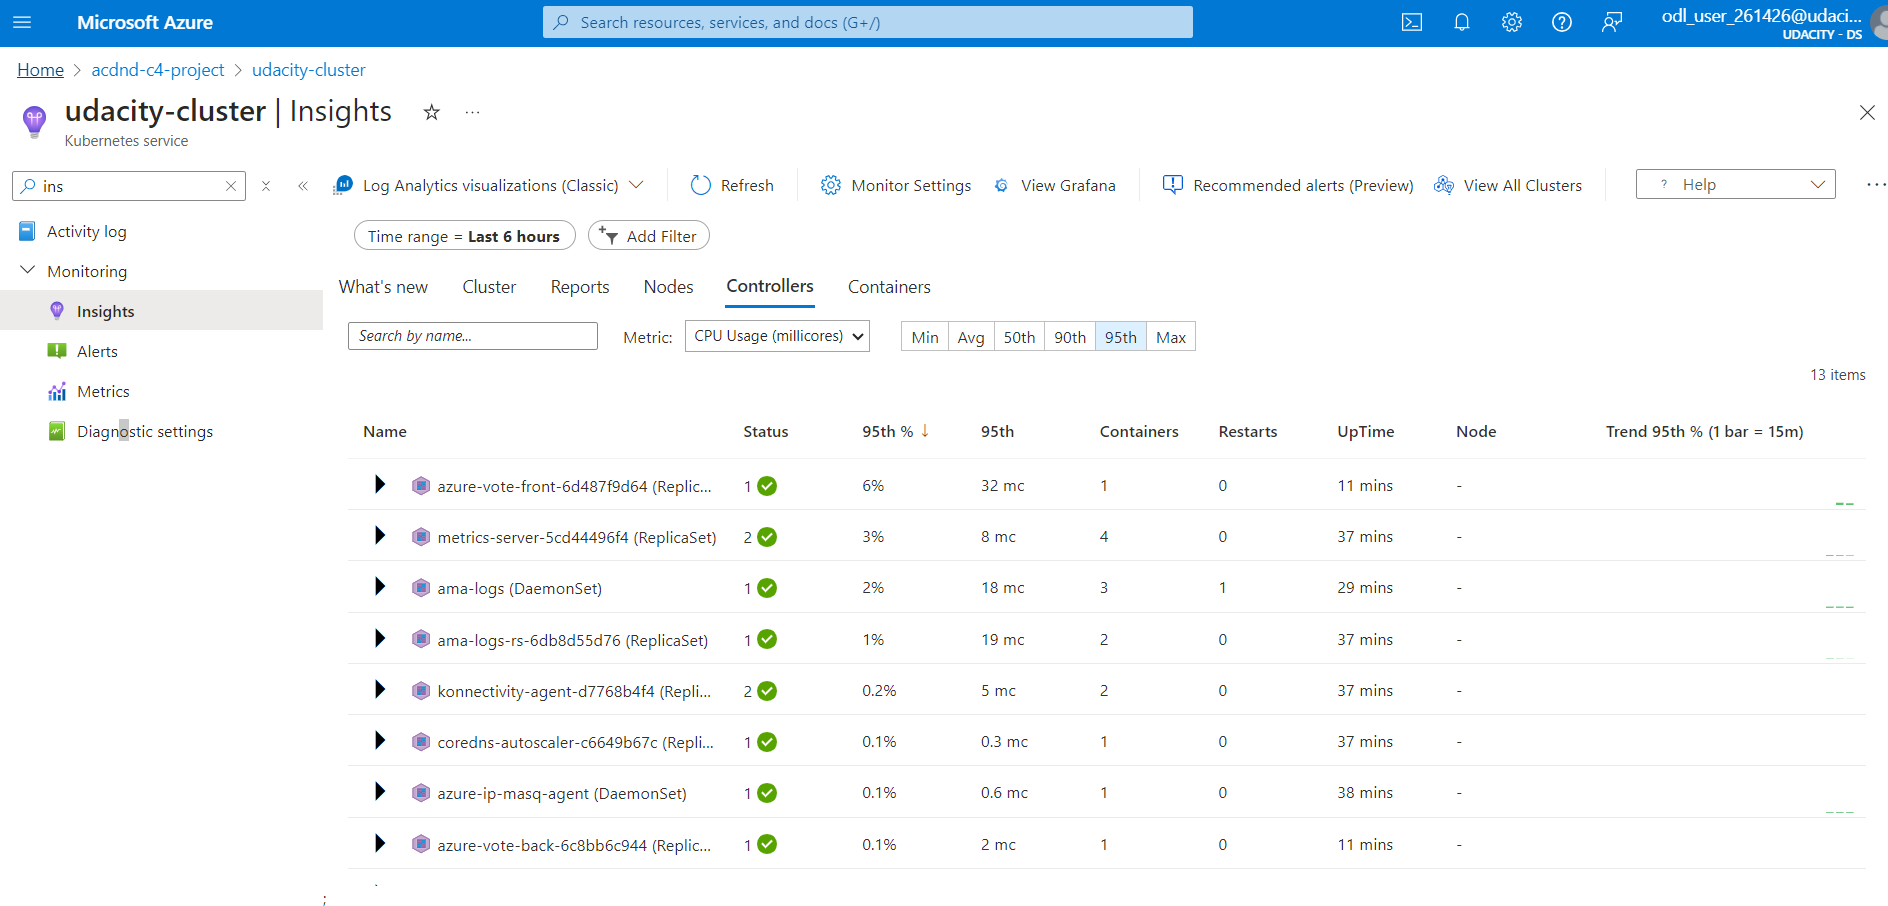 Microsoft Azure
Search resources, services, and docs (G+/)
odl_user_261426@udaci...
UDACITY - DS
Home > acdnd-c4-project > udacity-cluster
udacity-cluster | Insights
Kubernetes service
ins
Log Analytics visualizations (Classic)
Refresh
Monitor Settings
View Grafana
Recommended alerts (Preview)
View All Clusters
? Help
Activity log
Monitoring
Insights
Alerts
Metrics
Diagnostic settings
Time range = Last 6 hours
Add Filter
What's new Cluster Reports Nodes Controllers Containers
Search by name...
Metric: CPU Usage (millicores)
Min Avg 50th 90th 95th Max
13 items
Name Status 95th % ↓ 95th Containers Restarts UpTime Node Trend 95th % (1 bar = 15m)
azure-vote-front-6d487f9d64 (Replic... 1 6% 32 mc 1 0 11 mins -
metrics-server-5cd44496f4 (ReplicaSet) 2 3% 8 mc 4 0 37 mins -
ama-logs (DaemonSet) 1 2% 18 mc 3 1 29 mins -
ama-logs-rs-6db8d55d76 (ReplicaSet) 1 1% 19 mc 2 0 37 mins -
konnectivity-agent-d7768b4f4 (Repli... 2 0.2% 5 mc 2 0 37 mins -
coredns-autoscaler-c6649b67c (Repli... 1 0.1% 0.3 mc 1 0 37 mins -
azure-ip-masq-agent (DaemonSet) 1 0.1% 0.6 mc 1 0 38 mins -
azure-vote-back-6c8bb6c944 (Replic... 1 0.1% 2 mc 1 0 11 mins -
;